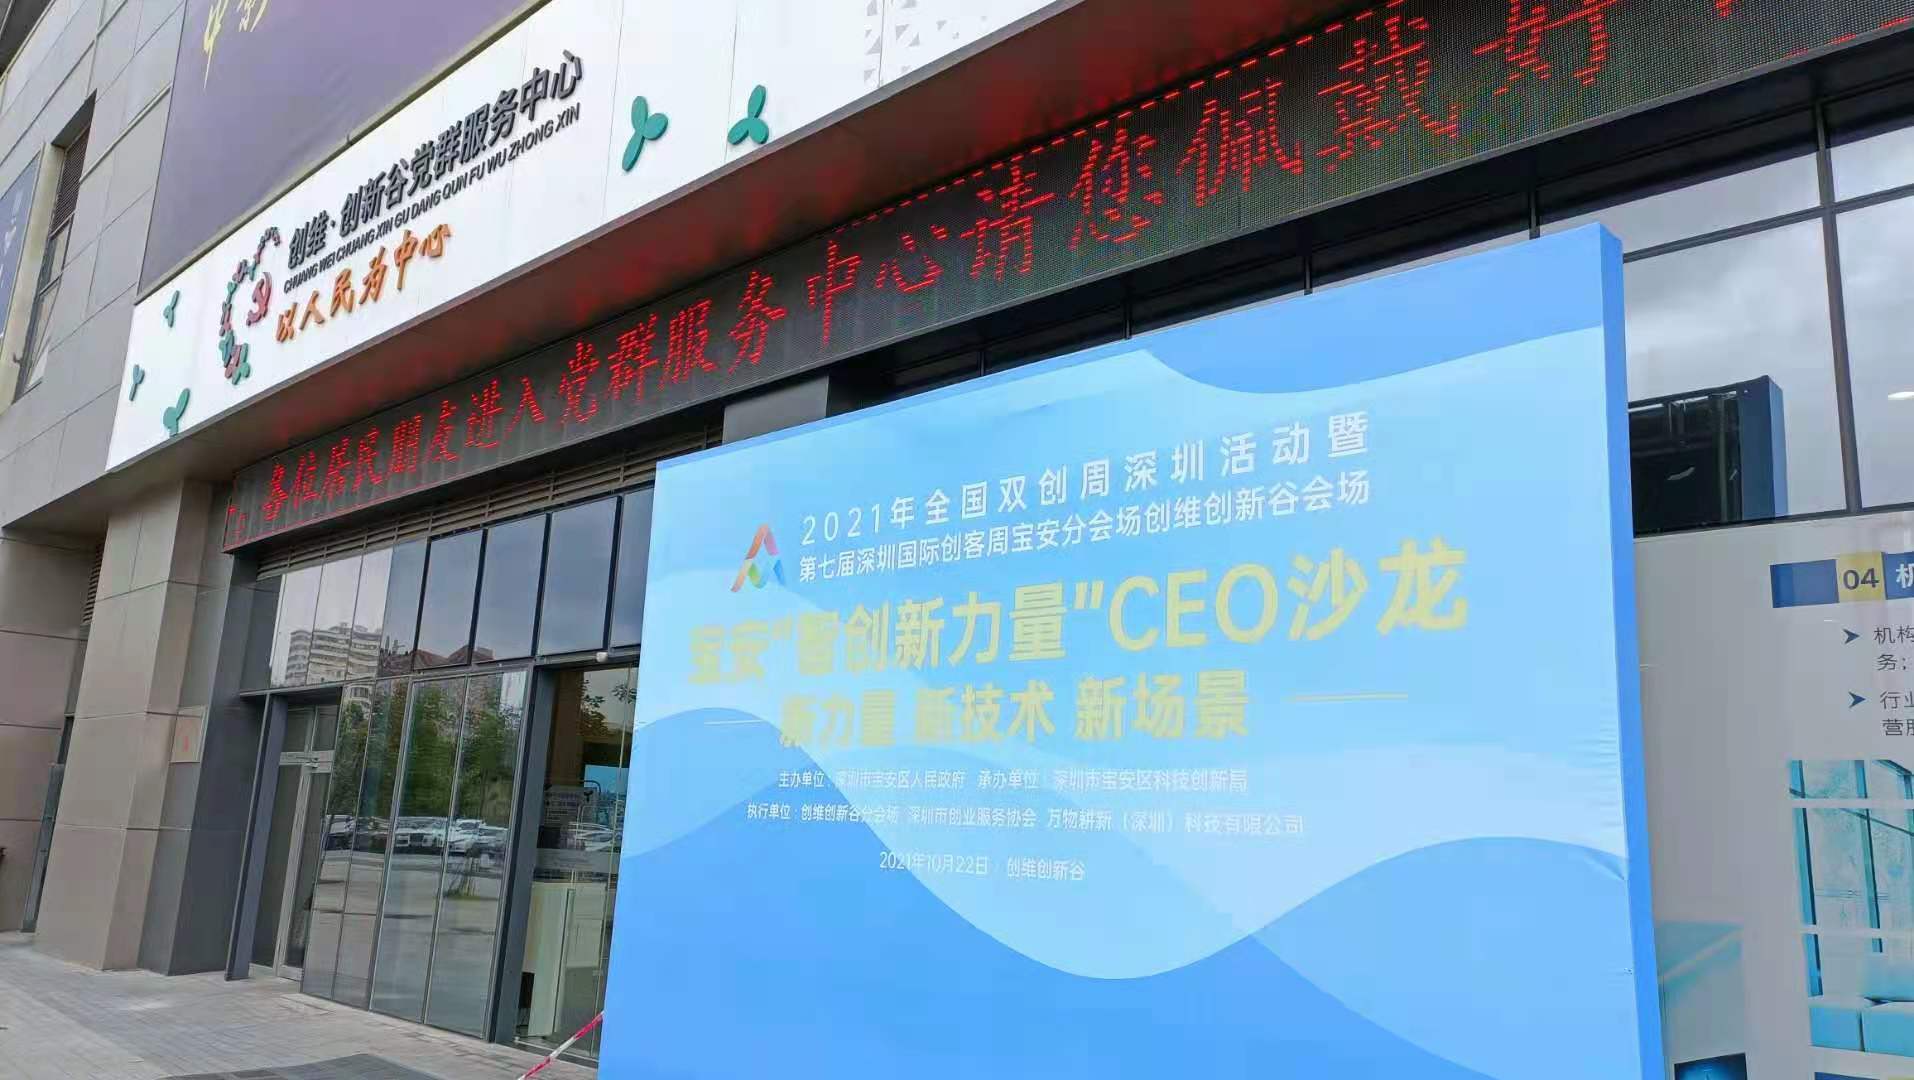 中影
创维·创新谷党群服务中心
CHUANG WEI CHUANG XIN GU DANG QUN FU WU ZHONG XIN
以人民为中心
各位居民朋友进入党群服务中心请您佩戴好
2021年全国双创周深圳活动暨
第七届深圳国际创客周宝安分会场创维创新谷会场
宝安"智创新力量"CEO沙龙
新力量 新技术 新场景
主办单位：深圳市宝安区人民政府 承办单位：深圳市宝安区科技创新局
执行单位：创维创新谷分会场 深圳市创业服务协会 万物耕新（深圳）科技有限公司
2021年10月22日 · 创维创新谷
04 机
机构
务；
行业
营服